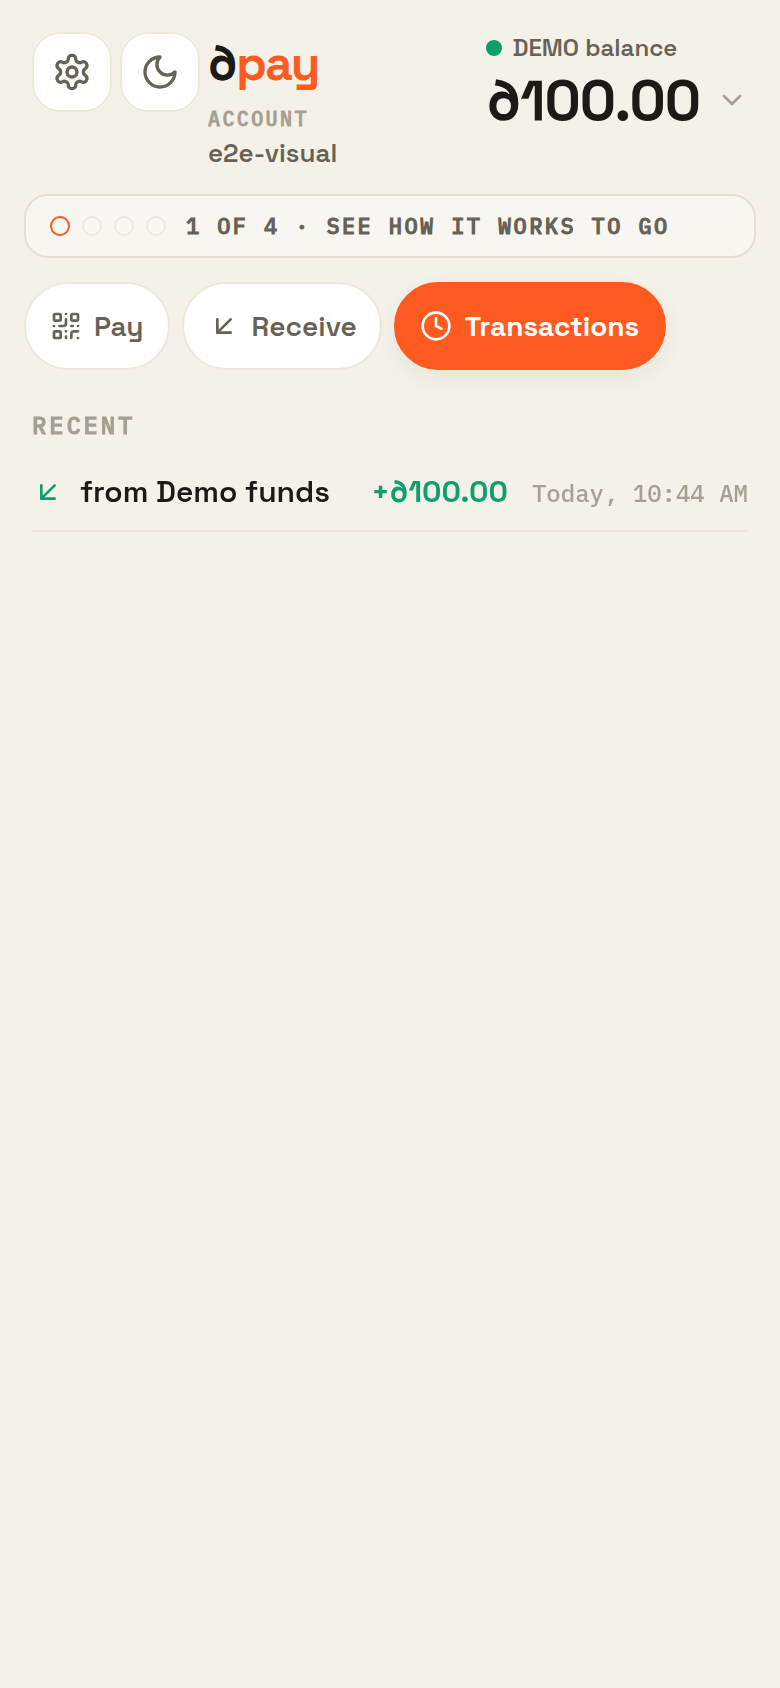 ∂pay
ACCOUNT
e2e-visual
DEMO balance
∂100.00
1 OF 4 · SEE HOW IT WORKS TO GO
Pay
Receive
Transactions
RECENT
from Demo funds +∂100.00 Today, 10:44 AM